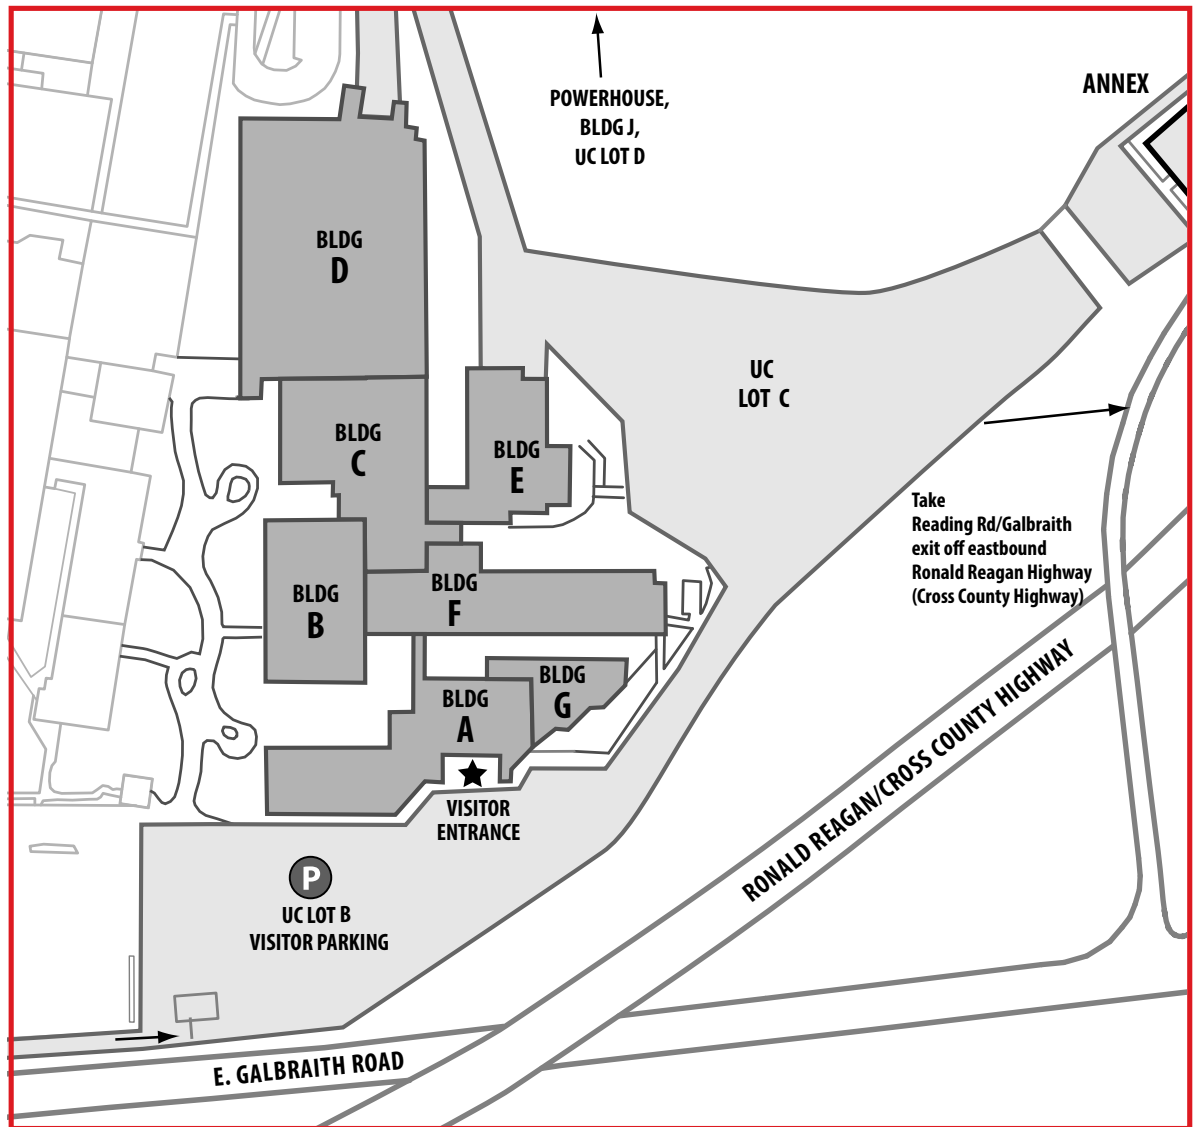 POWERHOUSE,
BLDG J,
UC LOT D
ANNEX
BLDG
D
UC
LOT C
BLDG
C
BLDG
E
Take
Reading Rd/Galbraith
exit off eastbound
Ronald Reagan Highway
(Cross County Highway)
BLDG
B
BLDG
F
BLDG
A
BLDG
G
VISITOR
ENTRANCE
RONALD REAGAN/CROSS COUNTY HIGHWAY
P
UC LOT B
VISITOR PARKING
E. GALBRAITH ROAD